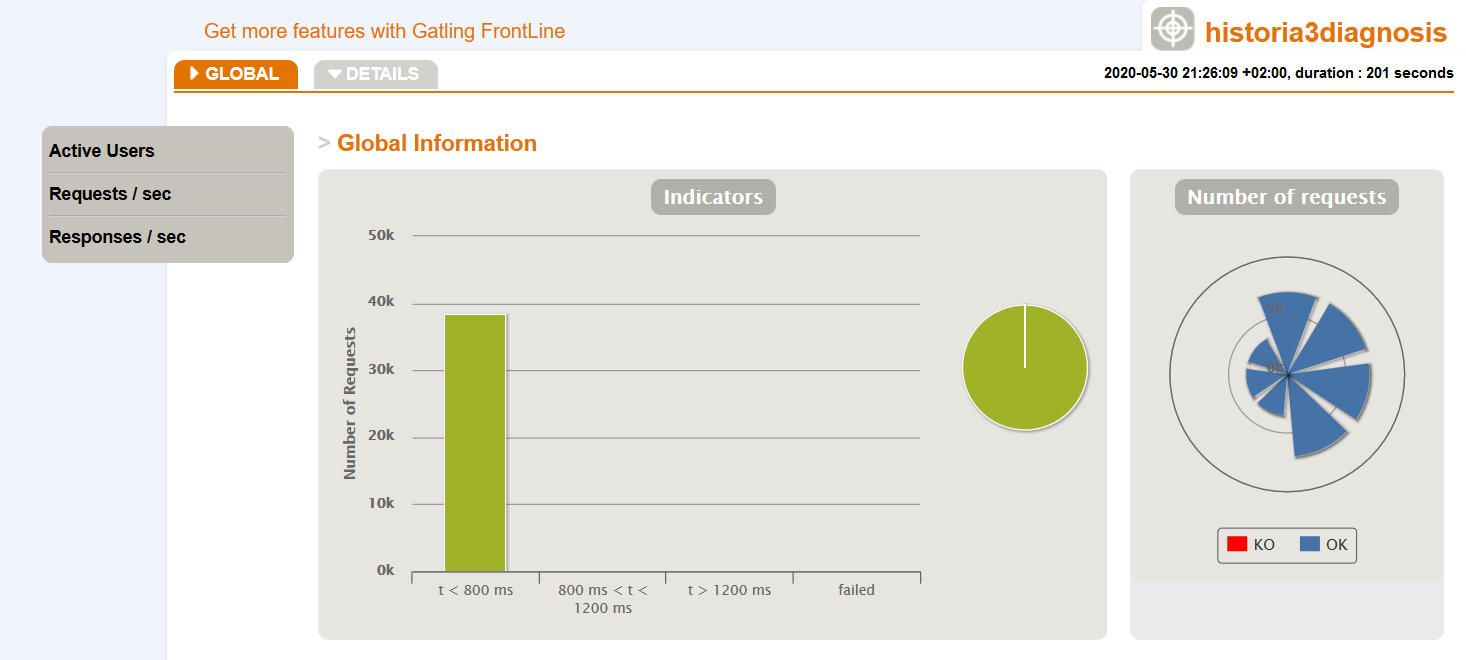 Get more features with Gatling FrontLine
historia3diagnosis
GLOBAL
DETAILS
2020-05-30 21:26:09 +02:00, duration : 201 seconds
Active Users
Requests / sec
Responses / sec
> Global Information
Indicators
Number of Requests
50k
40k
30k
20k
10k
0k
t < 800 ms
800 ms < t <
1200 ms
t > 1200 ms
failed
Number of requests
5k
0k
KO
OK